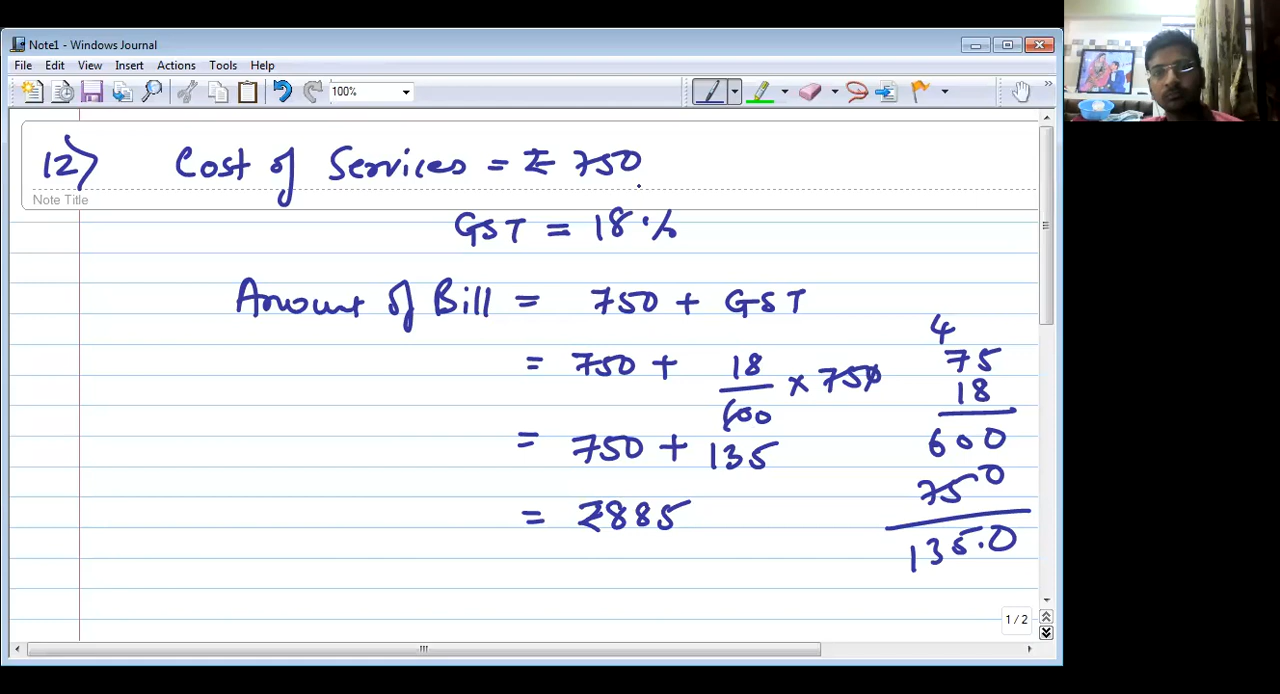 Note1 - Windows Journal
File Edit View Insert Actions Tools Help
100%
12) Cost of Services = ₹ 750
Note Title
GST = 18%
Amount of Bill = 750 + GST
= 750 + 18/100 × 750
= 750 + 135
= ₹885
4
75
18
600
750
135.0
1 / 2